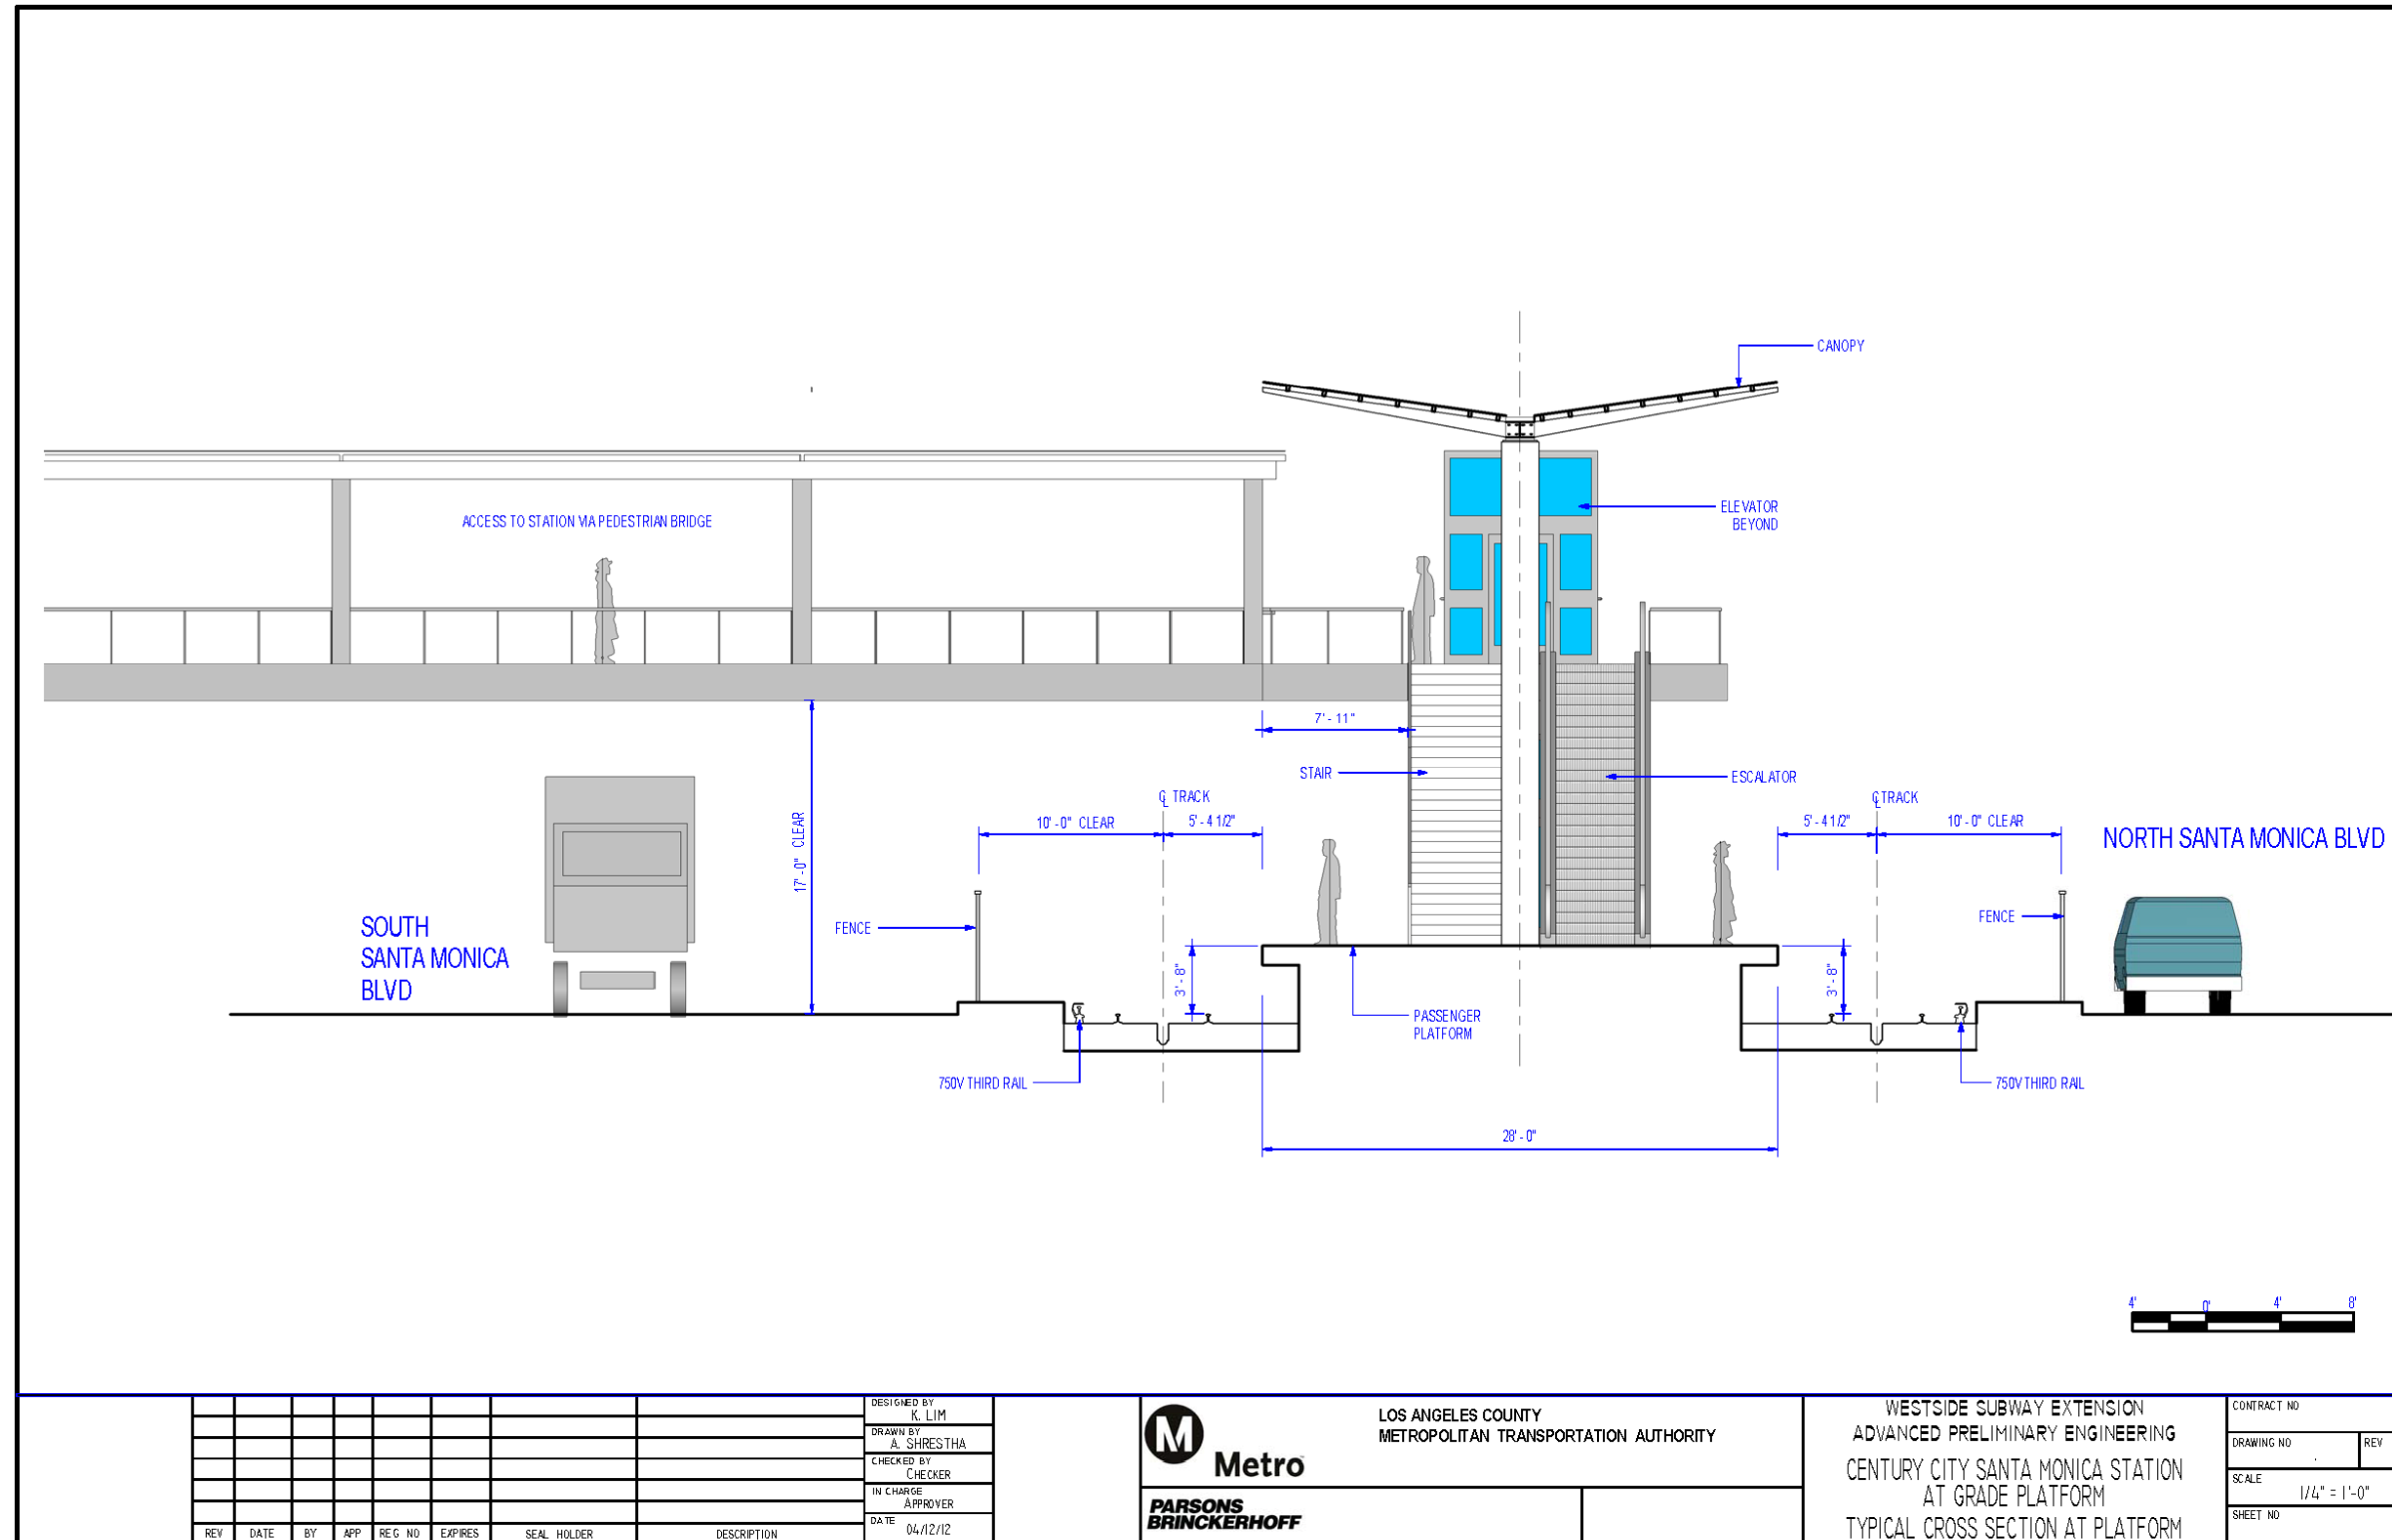 CANOPY
ACCESS TO STATION VIA PEDESTRIAN BRIDGE
ELEVATOR
BEYOND
7'-11"
STAIR
ESCALATOR
℄ TRACK
℄ TRACK
10'-0" CLEAR
5'-4 1/2"
5'-4 1/2"
10'-0" CLEAR
NORTH SANTA MONICA BLVD
17'-0" CLEAR
SOUTH
SANTA MONICA
BLVD
FENCE
FENCE
3'-8"
3'-8"
PASSENGER
PLATFORM
750V THIRD RAIL
750V THIRD RAIL
28'-0"
4' 0' 4' 8'
REV DATE BY APP REG NO EXPIRES SEAL HOLDER DESCRIPTION
DESIGNED BY
K. LIM
DRAWN BY
A. SHRESTHA
CHECKED BY
CHECKER
IN CHARGE
APPROVER
DATE
04/12/12
M
Metro
LOS ANGELES COUNTY
METROPOLITAN TRANSPORTATION AUTHORITY
PARSONS
BRINCKERHOFF
WESTSIDE SUBWAY EXTENSION
ADVANCED PRELIMINARY ENGINEERING
CENTURY CITY SANTA MONICA STATION
AT GRADE PLATFORM
TYPICAL CROSS SECTION AT PLATFORM
CONTRACT NO
DRAWING NO
REV
SCALE
1/4" = 1'-0"
SHEET NO